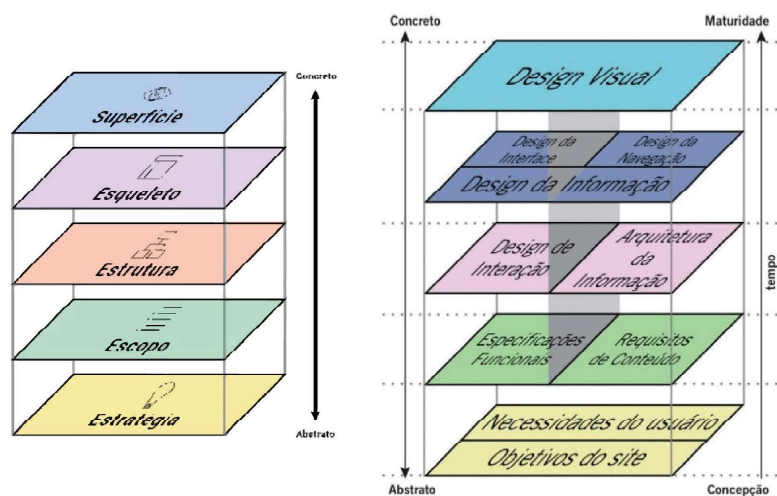 Concreto
Superfície
Esqueleto
Estrutura
Escopo
Estratégia
Abstrato
Concreto
Maturidade
Design Visual
Design da
Interface
Design da
Navegação
Design da Informação
Design de
Interação
Arquitetura
da
Informação
tempo
Especificações
Funcionais
Requisitos
de Conteúdo
Necessidades do usuário
Objetivos do site
Abstrato
Concepção